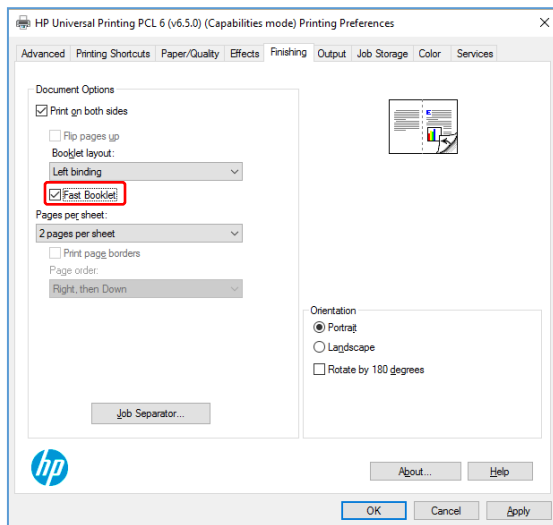 HP Universal Printing PCL 6 (v6.5.0) (Capabilities mode) Printing Preferences
Advanced Printing Shortcuts Paper/Quality Effects Finishing Output Job Storage Color Services
Document Options
Print on both sides
Flip pages up
Booklet layout:
Left binding
Fast Booklet
Pages per sheet:
2 pages per sheet
Print page borders
Page order:
Right, then Down
Orientation
Portrait
Landscape
Rotate by 180 degrees
Job Separator...
hp
About... Help
OK Cancel Apply